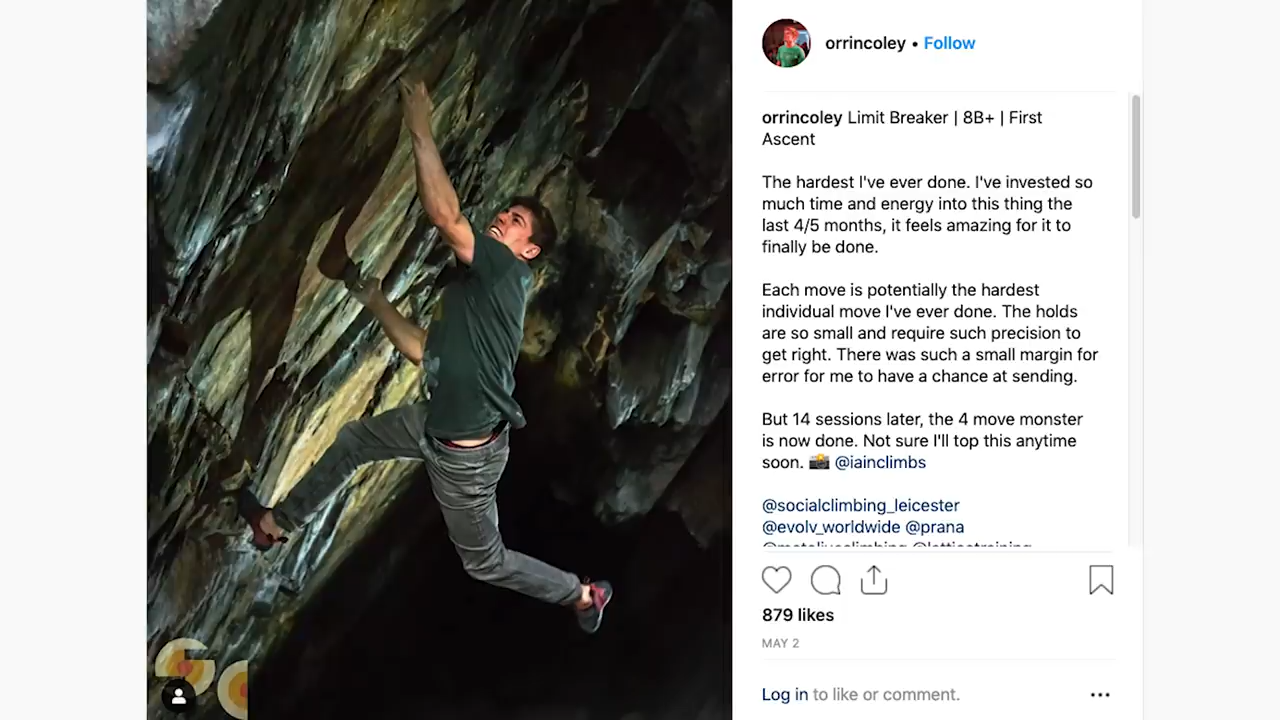 orrincoley • Follow
orrincoley Limit Breaker | 8B+ | First
Ascent
The hardest I've ever done. I've invested so
much time and energy into this thing the
last 4/5 months, it feels amazing for it to
finally be done.
Each move is potentially the hardest
individual move I've ever done. The holds
are so small and require such precision to
get right. There was such a small margin for
error for me to have a chance at sending.
But 14 sessions later, the 4 move monster
is now done. Not sure I'll top this anytime
soon. 📸 @iainclimbs
@socialclimbing_leicester
@evolv_worldwide @prana
879 likes
MAY 2
Log in to like or comment.